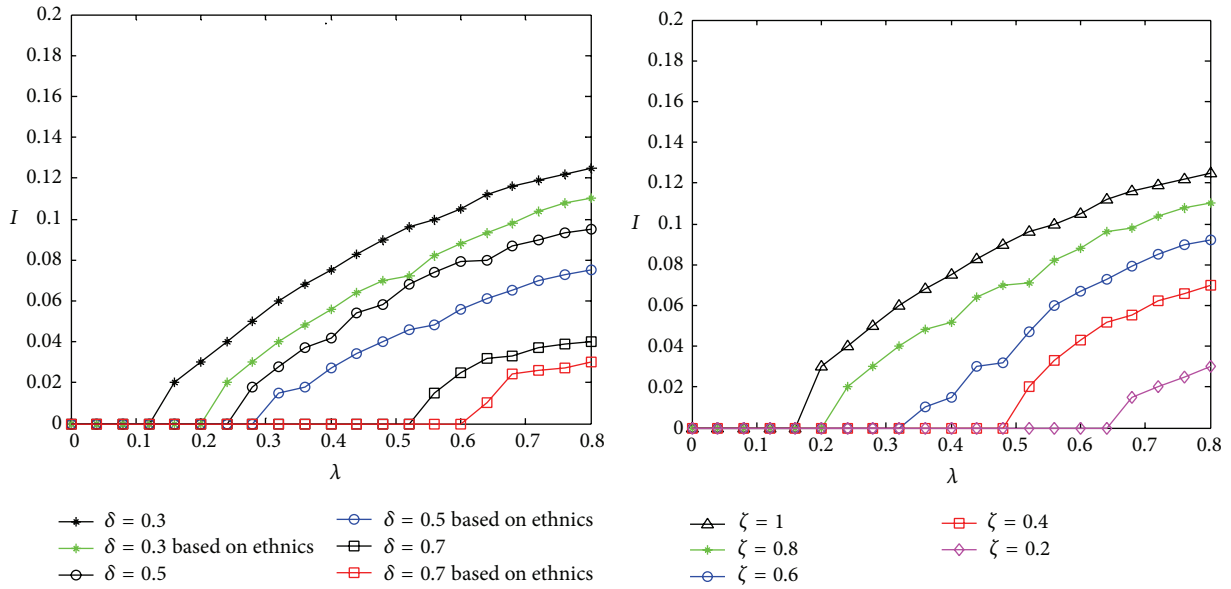 0.2
0.18
0.16
0.14
0.12
I
0.1
0.08
0.06
0.04
0.02
0
0 0.1 0.2 0.3 0.4 0.5 0.6 0.7 0.8
λ
δ = 0.3
δ = 0.3 based on ethnics
δ = 0.5
δ = 0.5 based on ethnics
δ = 0.7
δ = 0.7 based on ethnics
0.2
0.18
0.16
0.14
0.12
I
0.1
0.08
0.06
0.04
0.02
0
0 0.1 0.2 0.3 0.4 0.5 0.6 0.7 0.8
λ
ζ = 1
ζ = 0.8
ζ = 0.6
ζ = 0.4
ζ = 0.2